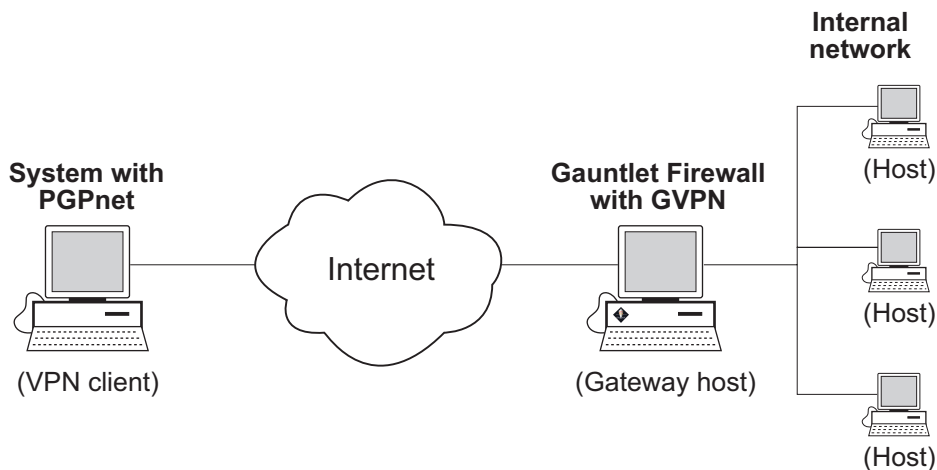 Internal
network
(Host)
System with
PGPnet
Gauntlet Firewall
with GVPN
Internet
(Host)
(VPN client)
(Gateway host)
(Host)